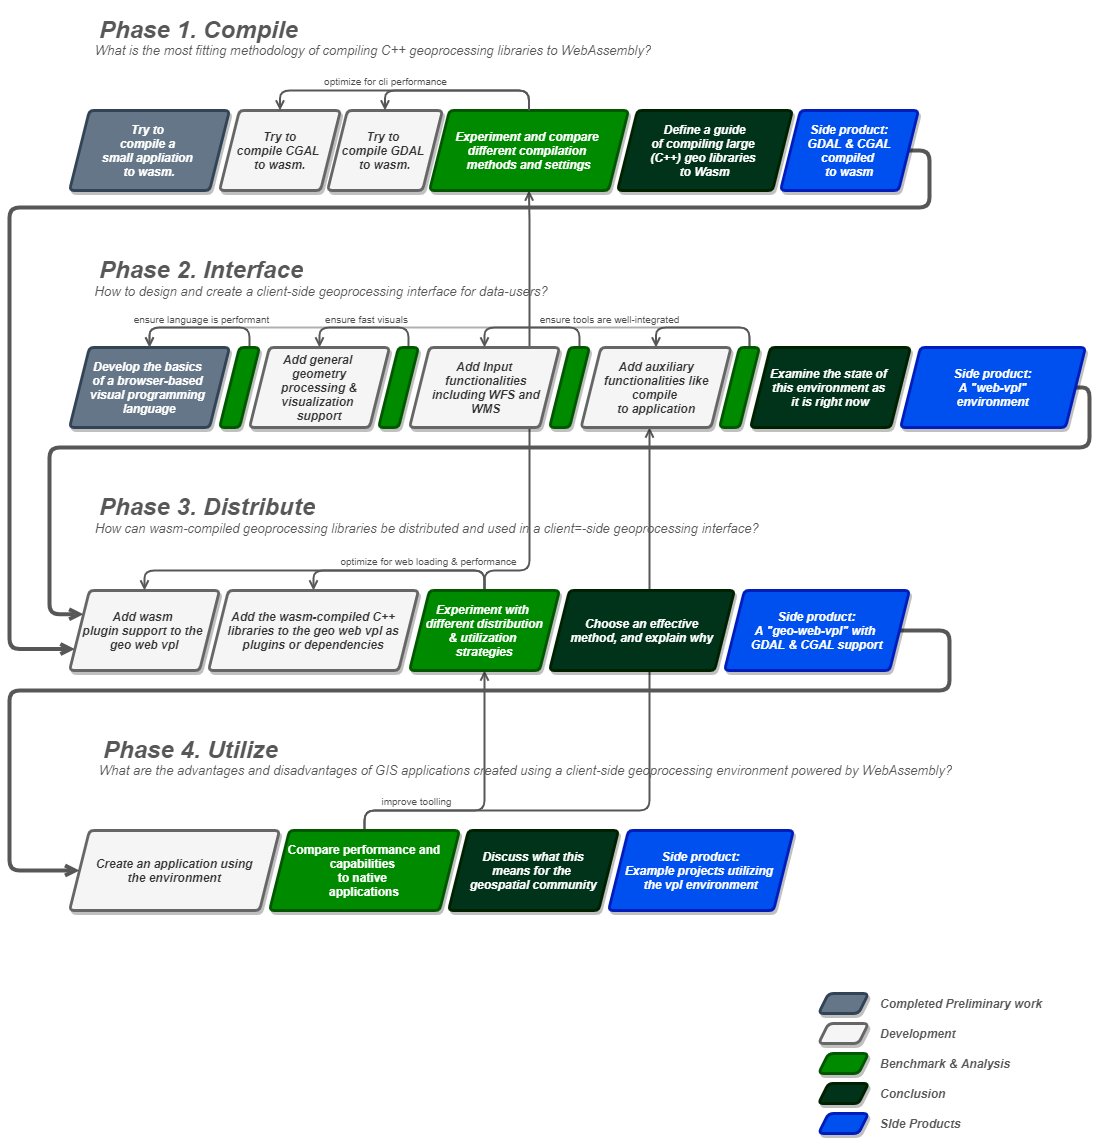 Phase 1. Compile
What is the most fitting methodology of compiling C++ geoprocessing libraries to WebAssembly?
optimize for cli performance
Try to
compile a
small appliation
to wasm.
Try to
compile CGAL
to wasm.
Try to
compile GDAL
to wasm.
Experiment and compare
different compilation
methods and settings
Define a guide
of compiling large
(C++) geo libraries
to Wasm
Side product:
GDAL & CGAL
compiled
to wasm
Phase 2. Interface
How to design and create a client-side geoprocessing interface for data-users?
ensure language is performant
ensure fast visuals
ensure tools are well-integrated
Develop the basics
of a browser-based
visual programming
language
Add general
geometry
processing &
visualization
support
Add Input
functionalities
including WFS and
WMS
Add auxiliary
functionalities like
compile
to application
Examine the state of
this environment as
it is right now
Side product:
A "web-vpl"
environment
Phase 3. Distribute
How can wasm-compiled geoprocessing libraries be distributed and used in a client=-side geoprocessing interface?
optimize for web loading & performance
Add wasm
plugin support to the
geo web vpl
Add the wasm-compiled C++
libraries to the geo web vpl as
plugins or dependencies
Experiment with
different distribution
& utilization
strategies
Choose an effective
method, and explain why
Side product:
A "geo-web-vpl" with
GDAL & CGAL support
Phase 4. Utilize
What are the advantages and disadvantages of GIS applications created using a client-side geoprocessing environment powered by WebAssembly?
improve toolling
Create an application using
the environment
Compare performance and
capabilities
to native
applications
Discuss what this
means for the
geospatial community
Side product:
Example projects utilizing
the vpl environment
Completed Preliminary work
Development
Benchmark & Analysis
Conclusion
SIde Products